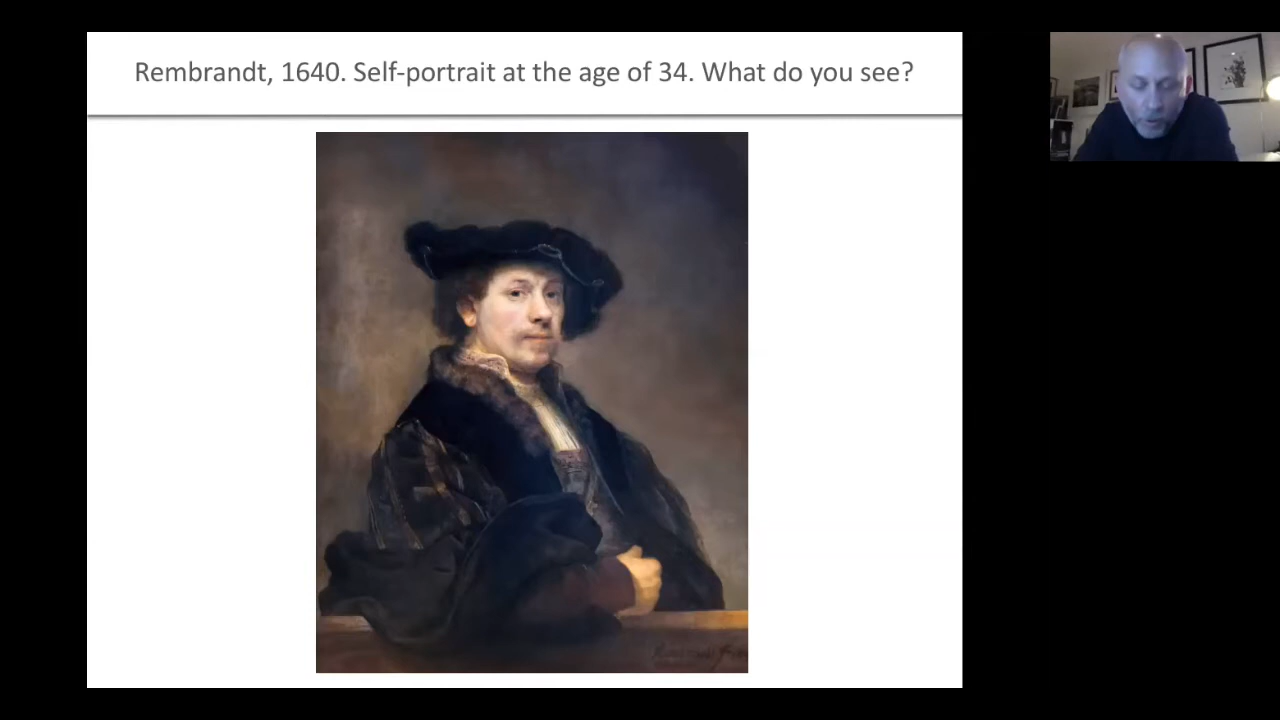 Rembrandt, 1640. Self-portrait at the age of 34. What do you see?